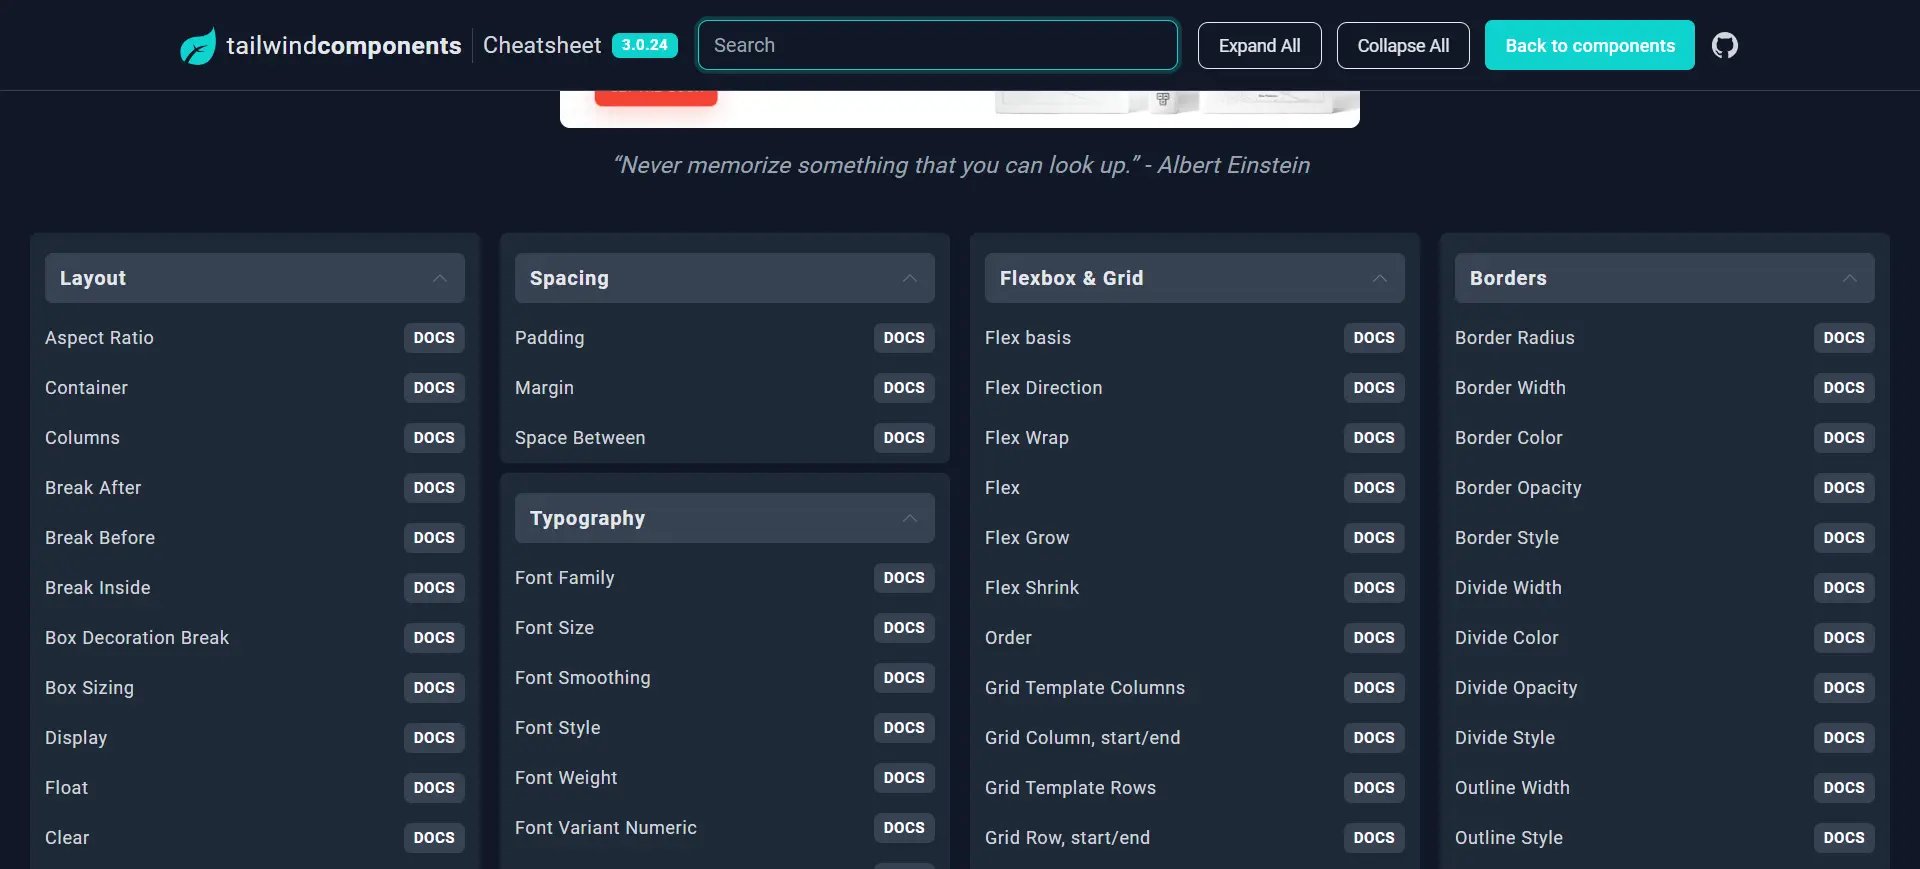 tailwindcomponents Cheatsheet 3.0.24 Search Expand All Collapse All Back to components
“Never memorize something that you can look up.” - Albert Einstein
Layout
Aspect Ratio DOCS
Container DOCS
Columns DOCS
Break After DOCS
Break Before DOCS
Break Inside DOCS
Box Decoration Break DOCS
Box Sizing DOCS
Display DOCS
Float DOCS
Clear DOCS
Spacing
Padding DOCS
Margin DOCS
Space Between DOCS
Typography
Font Family DOCS
Font Size DOCS
Font Smoothing DOCS
Font Style DOCS
Font Weight DOCS
Font Variant Numeric DOCS
Flexbox & Grid
Flex basis DOCS
Flex Direction DOCS
Flex Wrap DOCS
Flex DOCS
Flex Grow DOCS
Flex Shrink DOCS
Order DOCS
Grid Template Columns DOCS
Grid Column, start/end DOCS
Grid Template Rows DOCS
Grid Row, start/end DOCS
Borders
Border Radius DOCS
Border Width DOCS
Border Color DOCS
Border Opacity DOCS
Border Style DOCS
Divide Width DOCS
Divide Color DOCS
Divide Opacity DOCS
Divide Style DOCS
Outline Width DOCS
Outline Style DOCS